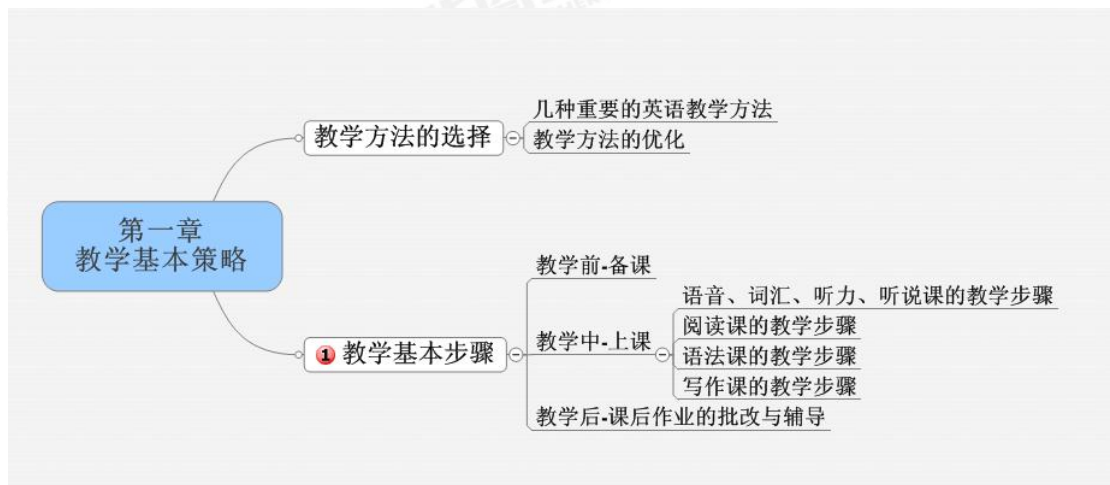 第一章
教学基本策略
教学方法的选择
几种重要的英语教学方法
教学方法的优化
1 教学基本步骤
教学前-备课
教学中-上课
语音、词汇、听力、听说课的教学步骤
阅读课的教学步骤
语法课的教学步骤
写作课的教学步骤
教学后-课后作业的批改与辅导